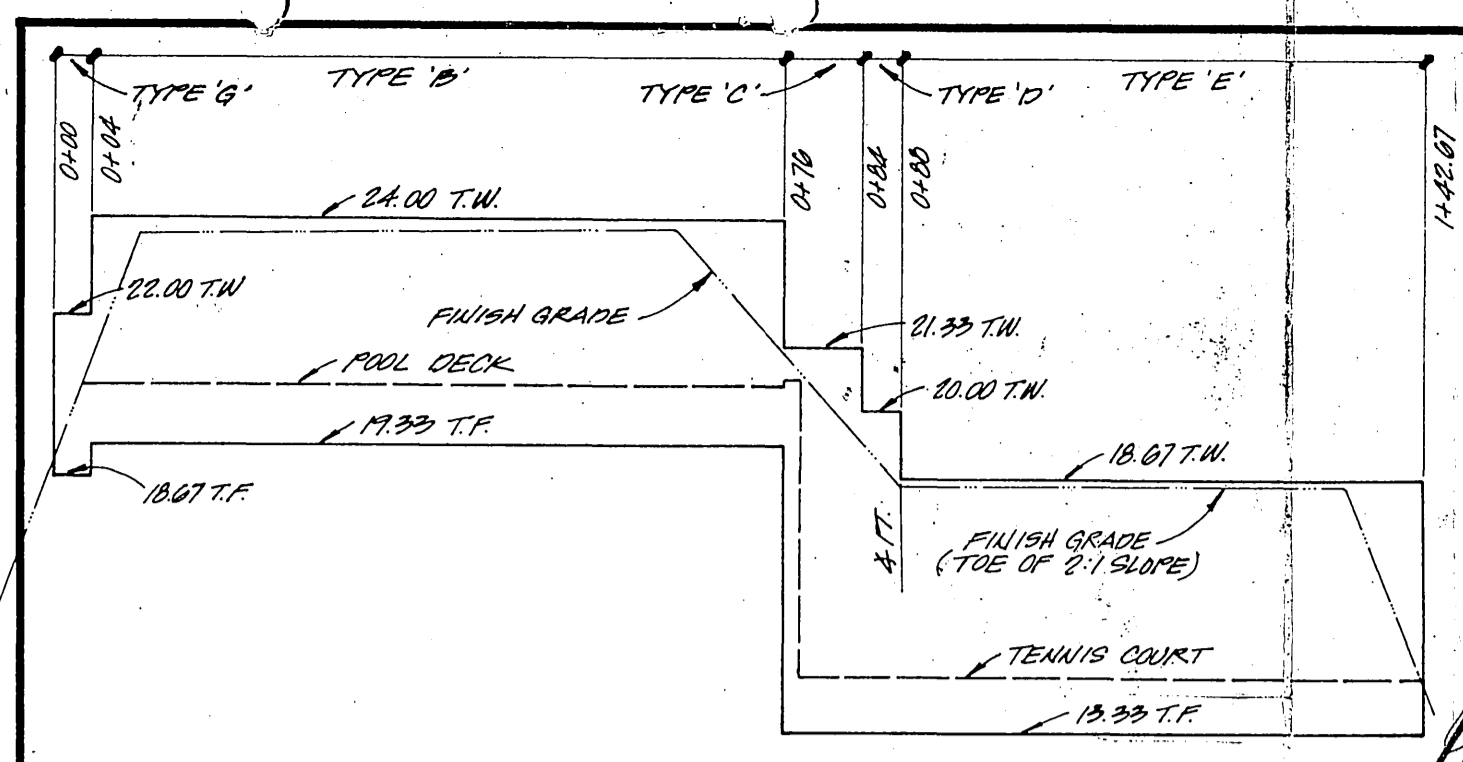 TYPE 'G'
TYPE 'B'
TYPE 'C'
TYPE 'D'
TYPE 'E'
0+00
0+04
0+76
0+84
0+88
1+42.67
24.00 T.W.
22.00 T.W
FINISH GRADE
21.33 T.W.
POOL DECK
20.00 T.W.
19.33 T.F.
18.67 T.W.
18.67 T.F.
4 FT.
FINISH GRADE
(TOE OF 2:1 SLOPE)
TENNIS COURT
13.33 T.F.